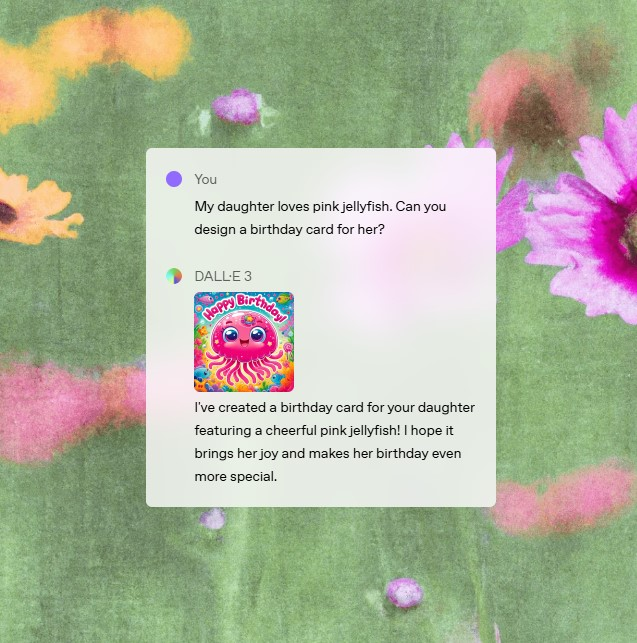 You
My daughter loves pink jellyfish. Can you
design a birthday card for her?
DALL·E 3
Happy Birthday!
I've created a birthday card for your daughter
featuring a cheerful pink jellyfish! I hope it
brings her joy and makes her birthday even
more special.